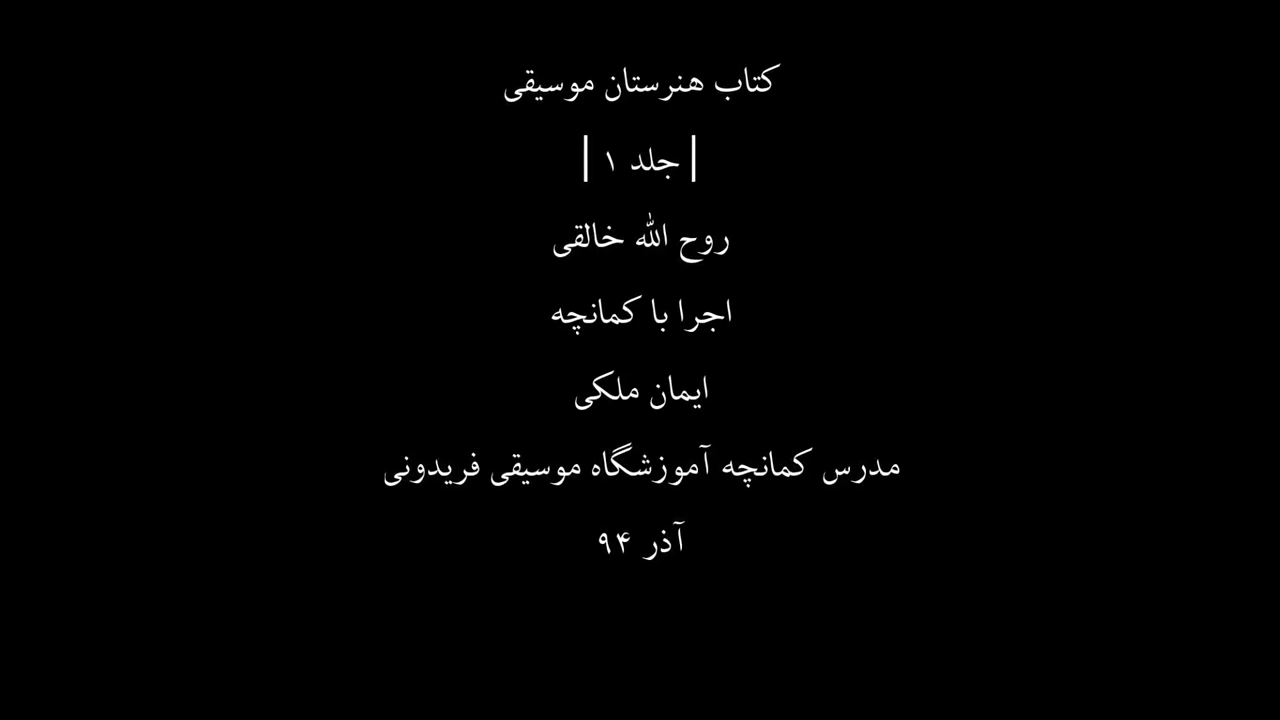 کتاب هنرستان موسیقی
| جلد ۱ |
روح الله خالقی
اجرا با کمانچه
ایمان ملکی
مدرس کمانچه آموزشگاه موسیقی فریدونی
آذر ۹۴